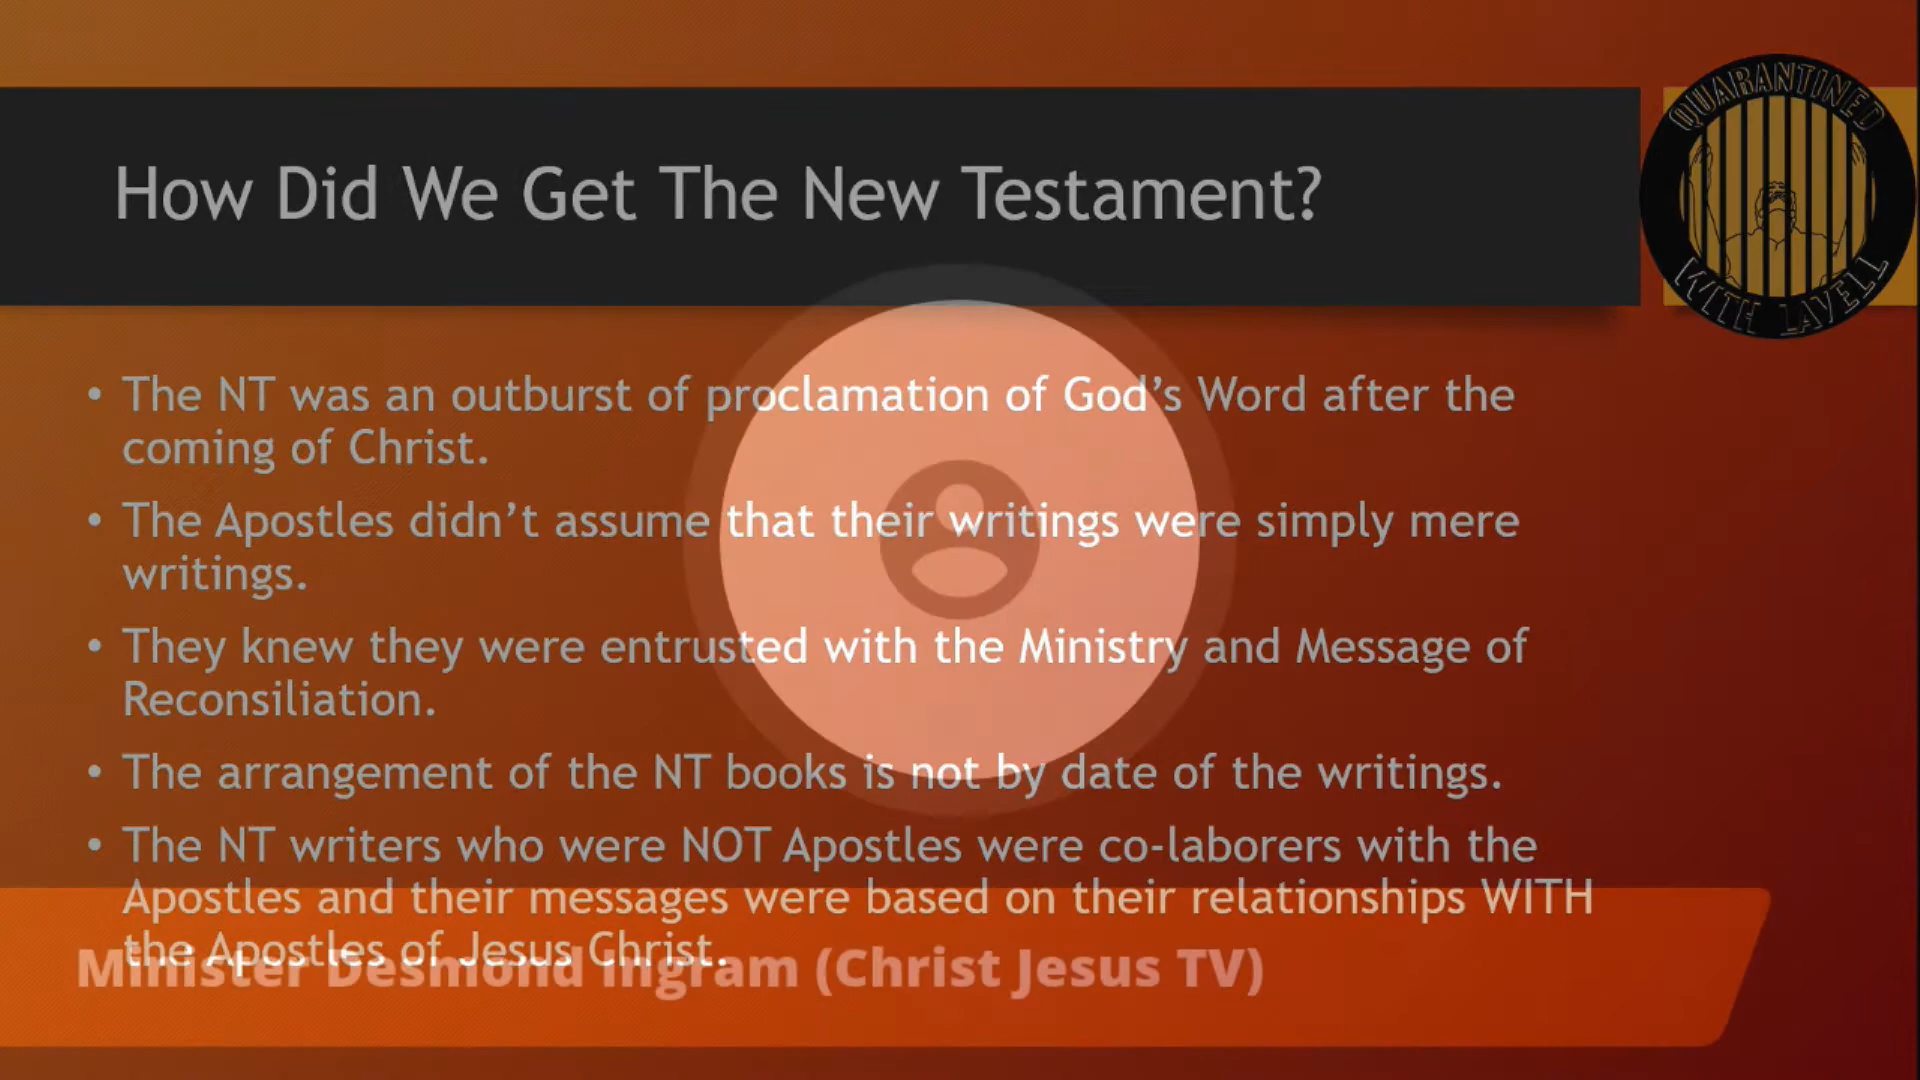 QUARANTINED
WITH LAVELL
How Did We Get The New Testament?
• The NT was an outburst of proclamation of God’s Word after the
coming of Christ.
• The Apostles didn’t assume that their writings were simply mere
writings.
• They knew they were entrusted with the Ministry and Message of
Reconsiliation.
• The arrangement of the NT books is not by date of the writings.
• The NT writers who were NOT Apostles were co-laborers with the
Apostles and their messages were based on their relationships WITH
the Apostles of Jesus Christ.
Minister Desmond Ingram (Christ Jesus TV)